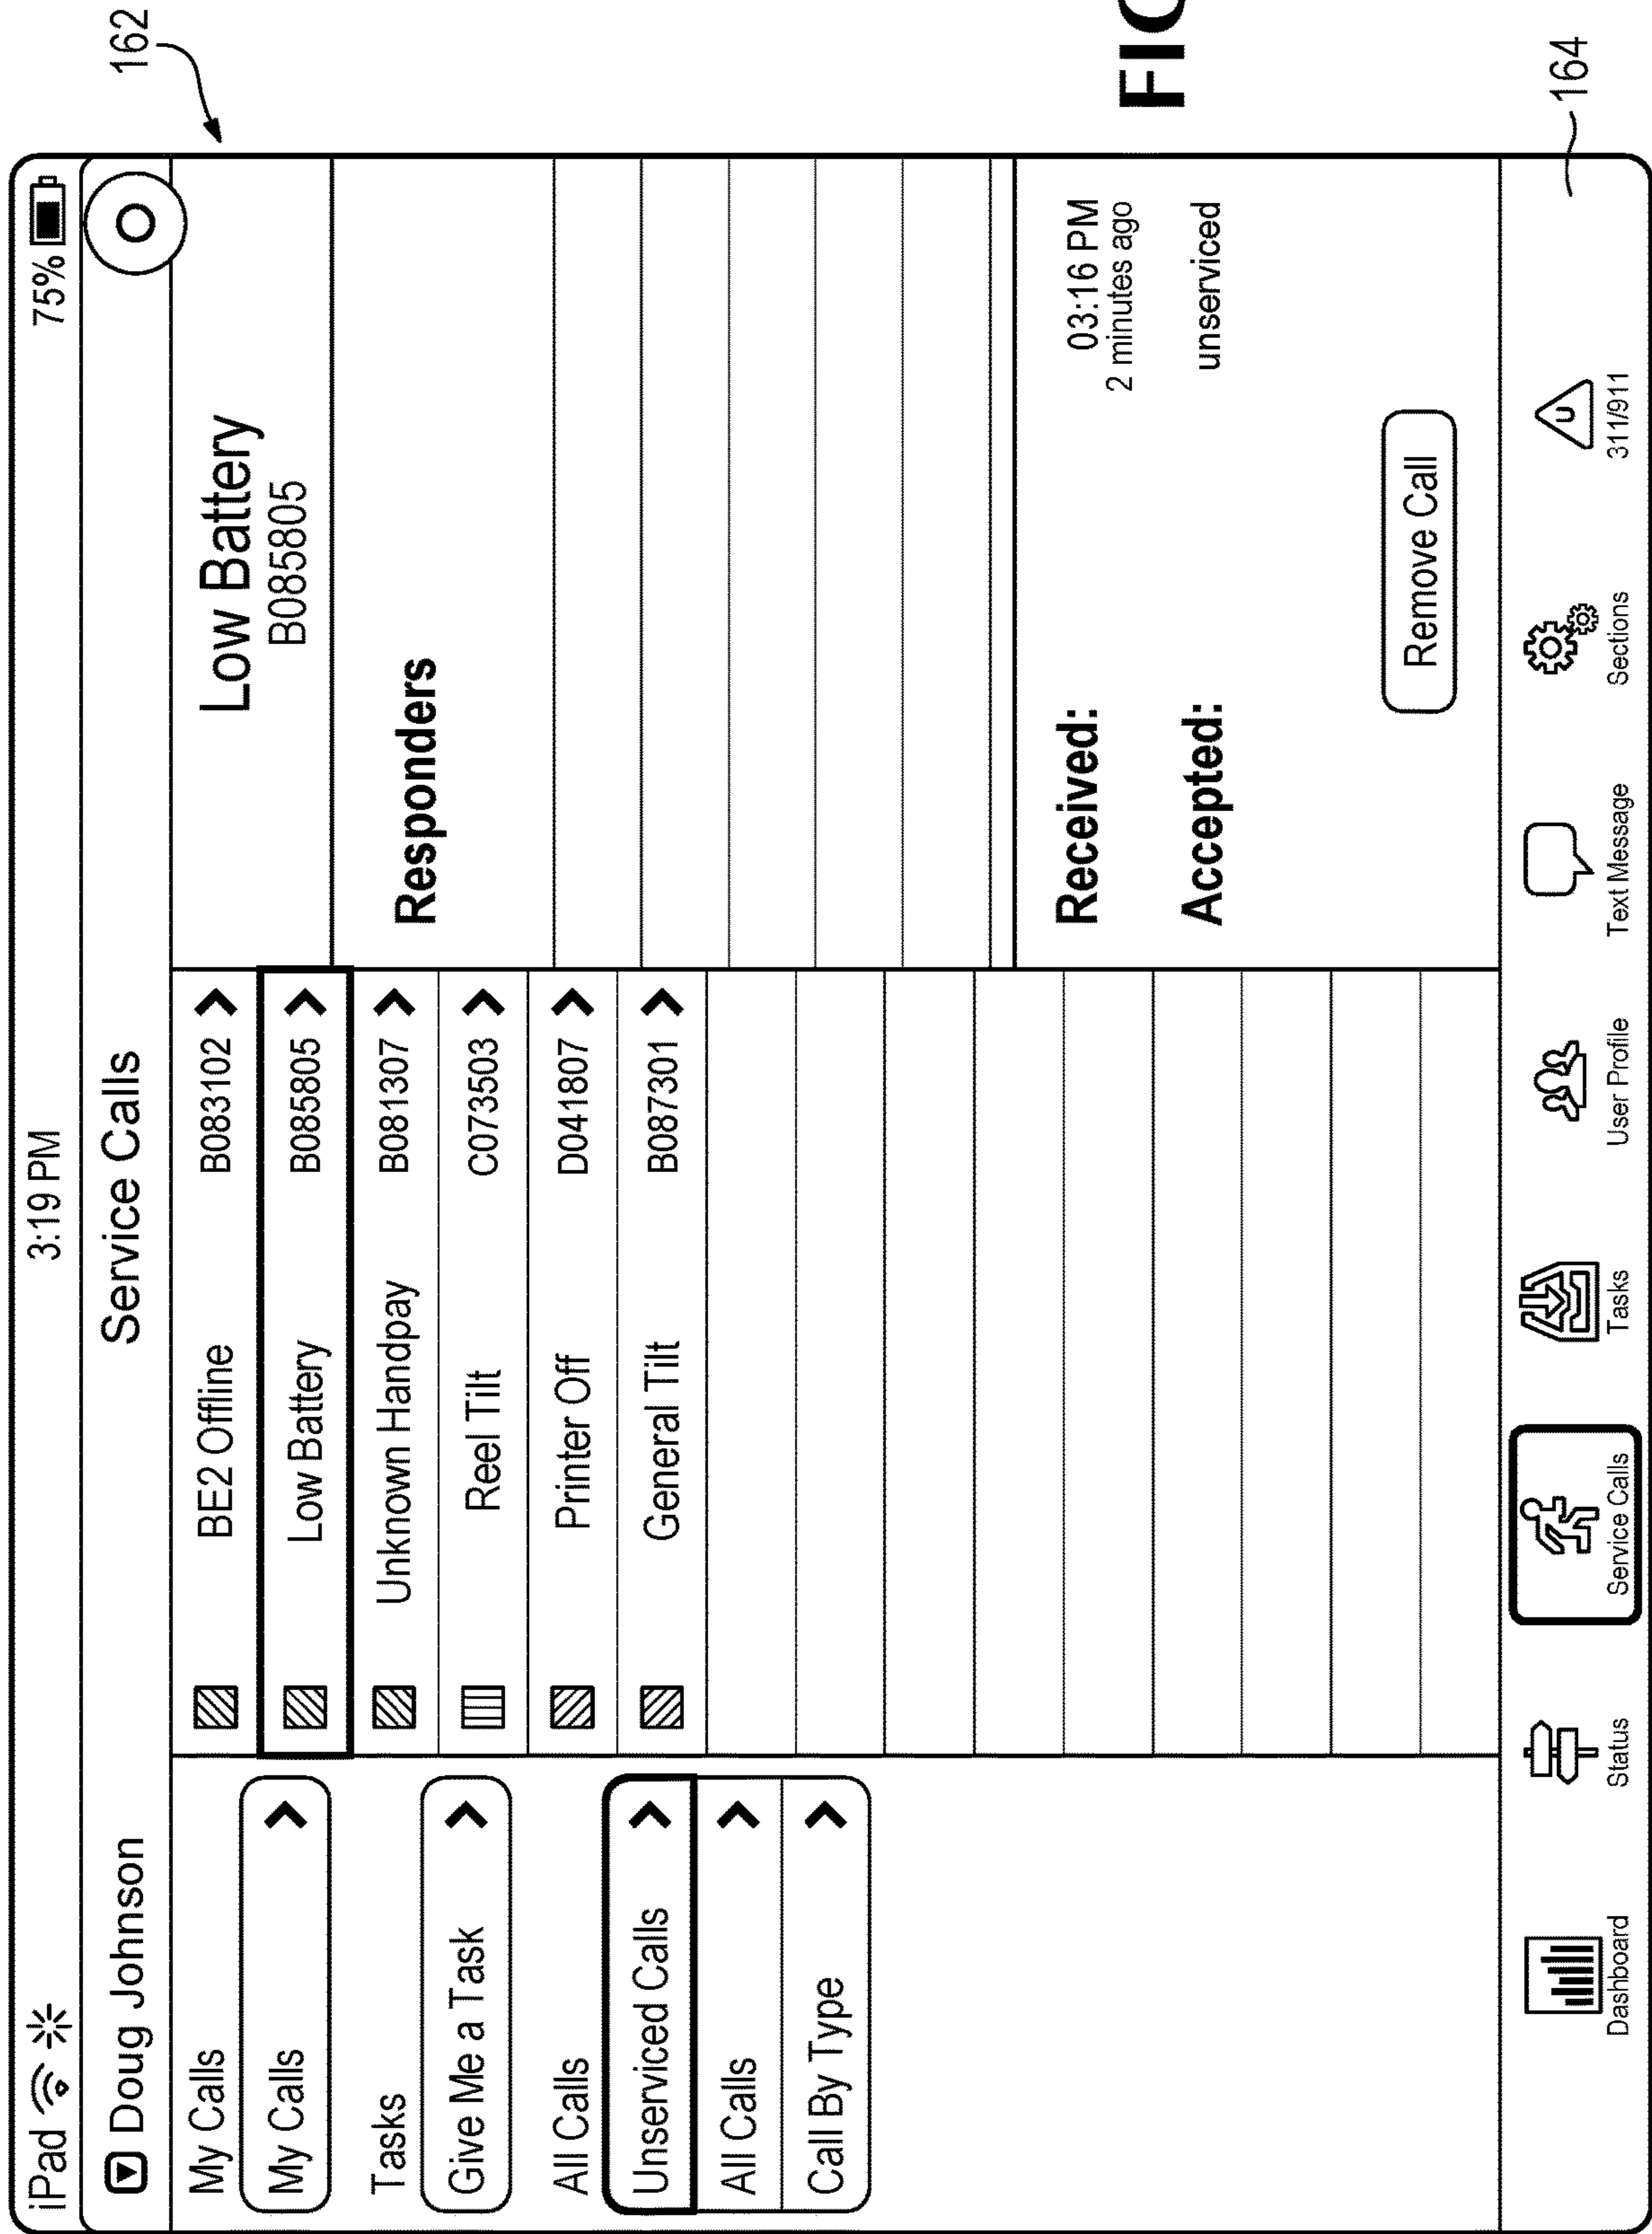 iPad 3:19 PM 75%
Doug Johnson Service Calls
162
My Calls
My Calls
Tasks
Give Me a Task
All Calls
Unserviced Calls
All Calls
Call By Type
BE2 Offline B083102
Low Battery B085805
Unknown Handpay B081307
Reel Tilt C073503
Printer Off D041807
General Tilt B087301
Low Battery
B085805
Responders
Received: 03:16 PM
2 minutes ago
Accepted: unserviced
Remove Call
Dashboard
Status
Service Calls
Tasks
User Profile
Text Message
Sections
311/911
164